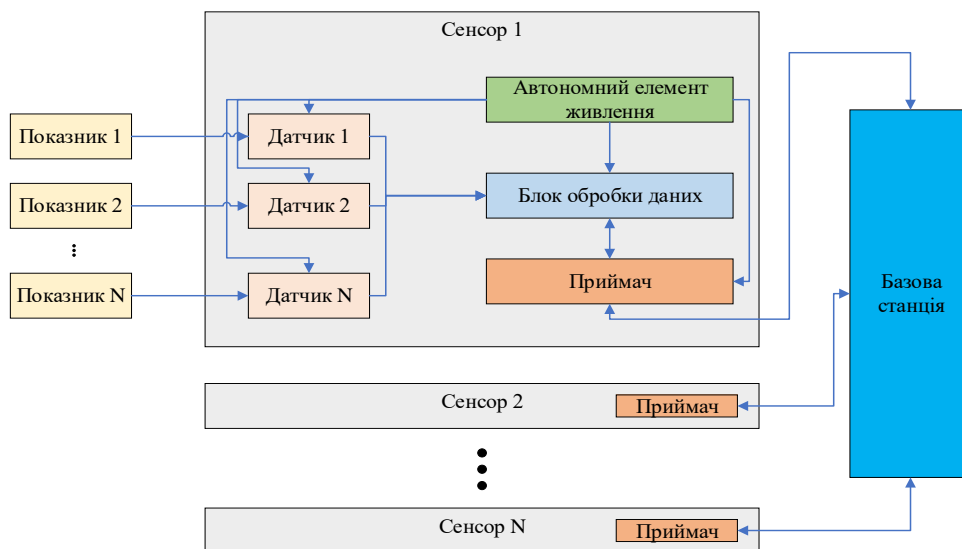 Сенсор 1
Автономний елемент
живлення
Показник 1
Датчик 1
Показник 2
Датчик 2
Блок обробки даних
Показник N
Датчик N
Приймач
Базова
станція
Сенсор 2
Приймач
Сенсор N
Приймач